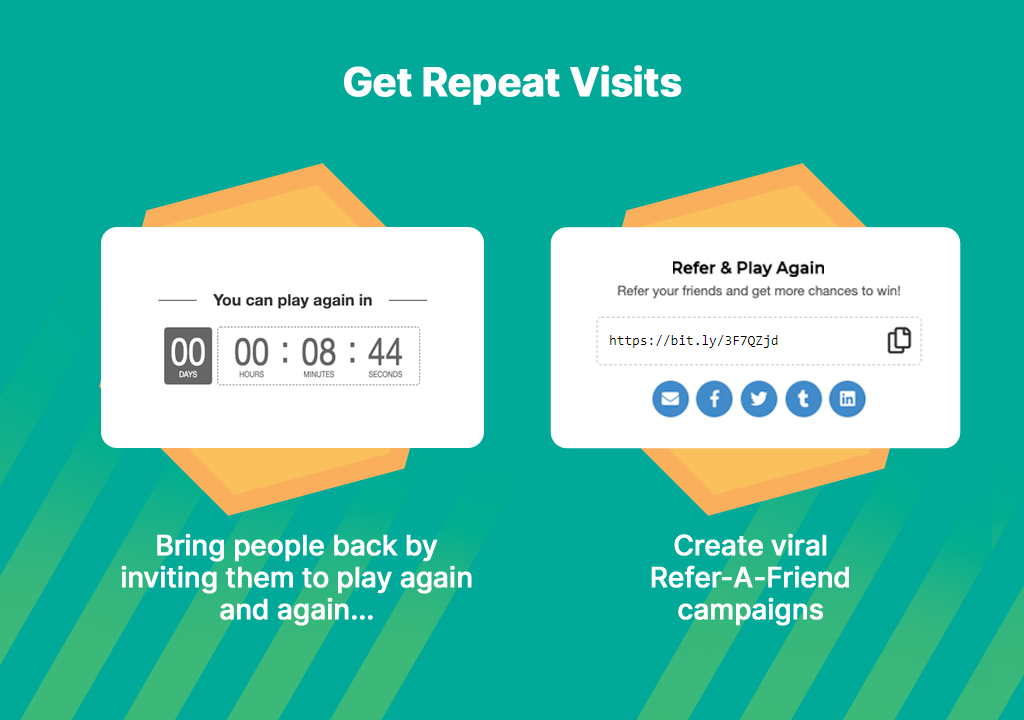 Get Repeat Visits
You can play again in
00 00 : 08 : 44
DAYS HOURS MINUTES SECONDS
Bring people back by
inviting them to play again
and again...
Refer & Play Again
Refer your friends and get more chances to win!
https://bit.ly/3F7QZjd
Create viral
Refer-A-Friend
campaigns